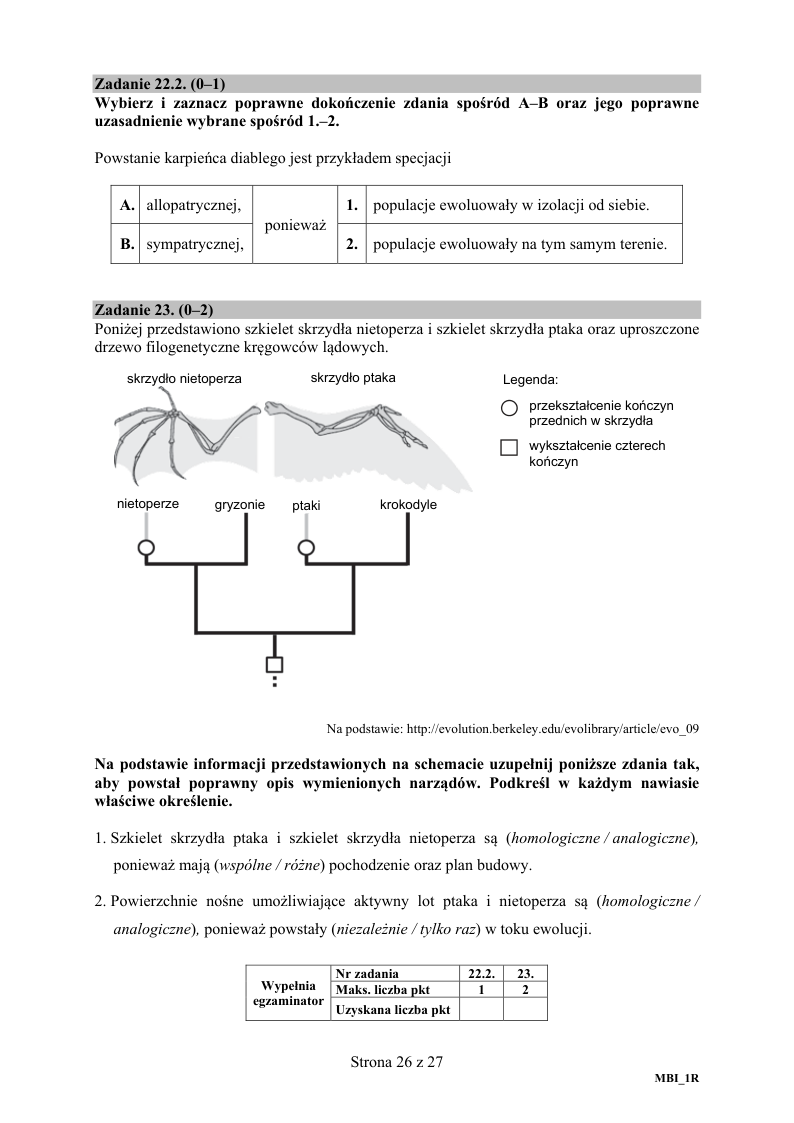 Zadanie 22.2. (0–1)
Wybierz i zaznacz poprawne dokończenie zdania spośród A–B oraz jego poprawne
uzasadnienie wybrane spośród 1.–2.
Powstanie karpieńca diablego jest przykładem specjacji
A. allopatrycznej,
B. sympatrycznej,
ponieważ
1. populacje ewoluowały w izolacji od siebie.
2. populacje ewoluowały na tym samym terenie.
Zadanie 23. (0–2)
Poniżej przedstawiono szkielet skrzydła nietoperza i szkielet skrzydła ptaka oraz uproszczone
drzewo filogenetyczne kręgowców lądowych.
skrzydło nietoperza
skrzydło ptaka
Legenda:
przekształcenie kończyn
przednich w skrzydła
wykształcenie czterech
kończyn
nietoperze gryzonie ptaki krokodyle
Na podstawie: http://evolution.berkeley.edu/evolibrary/article/evo_09
Na podstawie informacji przedstawionych na schemacie uzupełnij poniższe zdania tak,
aby powstał poprawny opis wymienionych narządów. Podkreśl w każdym nawiasie
właściwe określenie.
1. Szkielet skrzydła ptaka i szkielet skrzydła nietoperza są (homologiczne / analogiczne),
ponieważ mają (wspólne / różne) pochodzenie oraz plan budowy.
2. Powierzchnie nośne umożliwiające aktywny lot ptaka i nietoperza są (homologiczne /
analogiczne), ponieważ powstały (niezależnie / tylko raz) w toku ewolucji.
Wypełnia
egzaminator
Nr zadania 22.2. 23.
Maks. liczba pkt 1 2
Uzyskana liczba pkt
Strona 26 z 27
MBI_1R